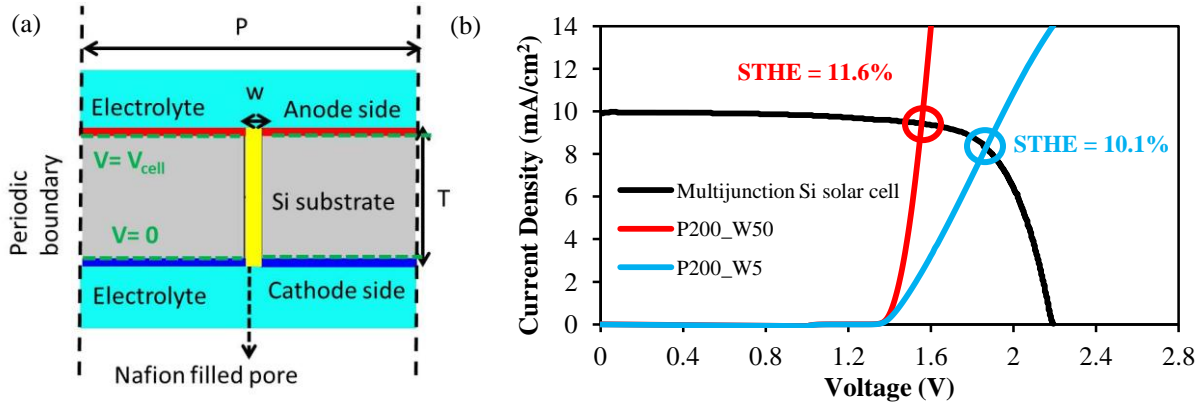 (a)
P
Electrolyte
w
Anode side
V= Vcell
Periodic
boundary
Si substrate
T
V= 0
Electrolyte
Cathode side
Nafion filled pore
(b)
Current Density (mA/cm²)
14
12
10
8
6
4
2
0
STHE = 11.6%
STHE = 10.1%
Multijunction Si solar cell
P200_W50
P200_W5
0
0.4
0.8
1.2
1.6
2
2.4
2.8
Voltage (V)